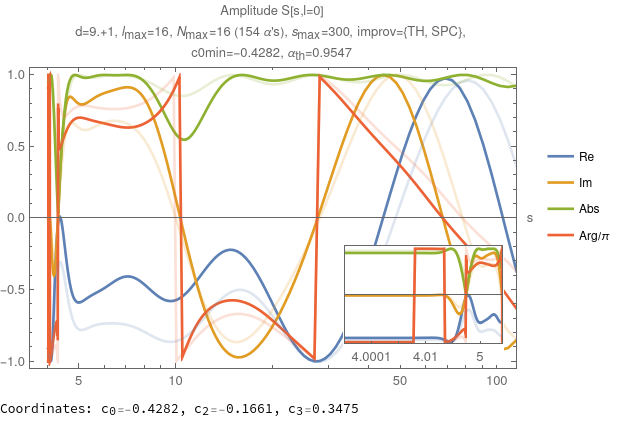 Amplitude S[s,l=0]
d=9.+1, lmax=16, Nmax=16 (154 α's), smax=300, improv={TH, SPC},
c0min=-0.4282, αth=0.9547
1.0
0.5
0.0
-0.5
-1.0
s
Re
Im
Abs
Arg/π
4.0001 4.01 5
5 10 50 100
Coordinates: c0=-0.4282, c2=-0.1661, c3=0.3475